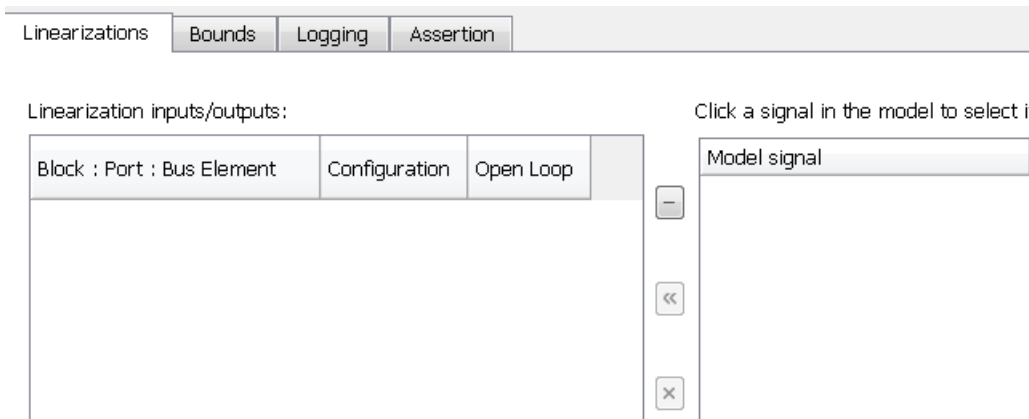 Linearizations Bounds Logging Assertion
Linearization inputs/outputs: Click a signal in the model to select
Block : Port : Bus Element Configuration Open Loop Model signal